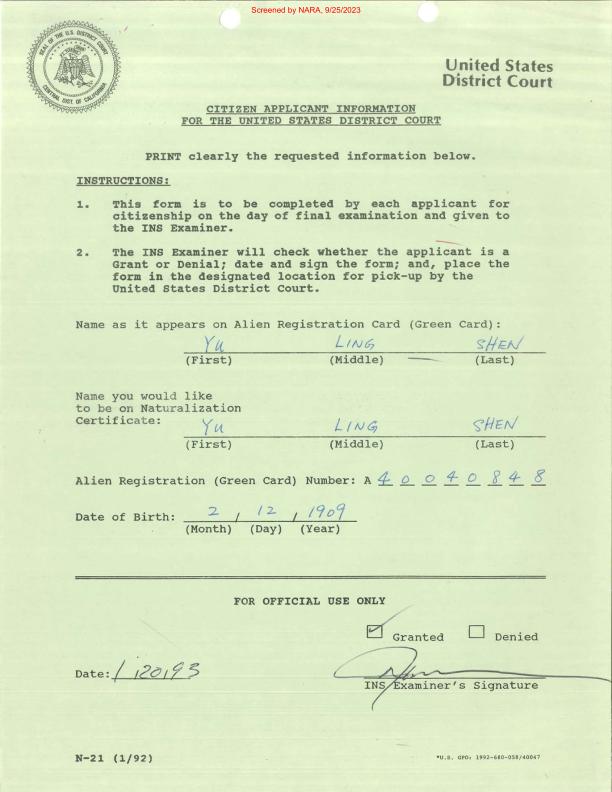 Screened by NARA, 9/25/2023
SEAL OF THE U.S. DISTRICT COURT
CENTRAL DIST. OF CALIFORNIA
United States
District Court
CITIZEN APPLICANT INFORMATION
FOR THE UNITED STATES DISTRICT COURT
PRINT clearly the requested information below.
INSTRUCTIONS:
1. This form is to be completed by each applicant for
citizenship on the day of final examination and given to
the INS Examiner.
2. The INS Examiner will check whether the applicant is a
Grant or Denial; date and sign the form; and, place the
form in the designated location for pick-up by the
United States District Court.
Name as it appears on Alien Registration Card (Green Card):
YU LING SHEN
(First) (Middle) (Last)
Name you would like
to be on Naturalization
Certificate: YU LING SHEN
(First) (Middle) (Last)
Alien Registration (Green Card) Number: A 4 0 0 4 0 8 4 8
Date of Birth: 2 / 12 / 1909
(Month) (Day) (Year)
FOR OFFICIAL USE ONLY
Granted Denied
Date: 1/20/93
INS Examiner's Signature
N-21 (1/92)
*U.S. GPO: 1992-680-058/40047